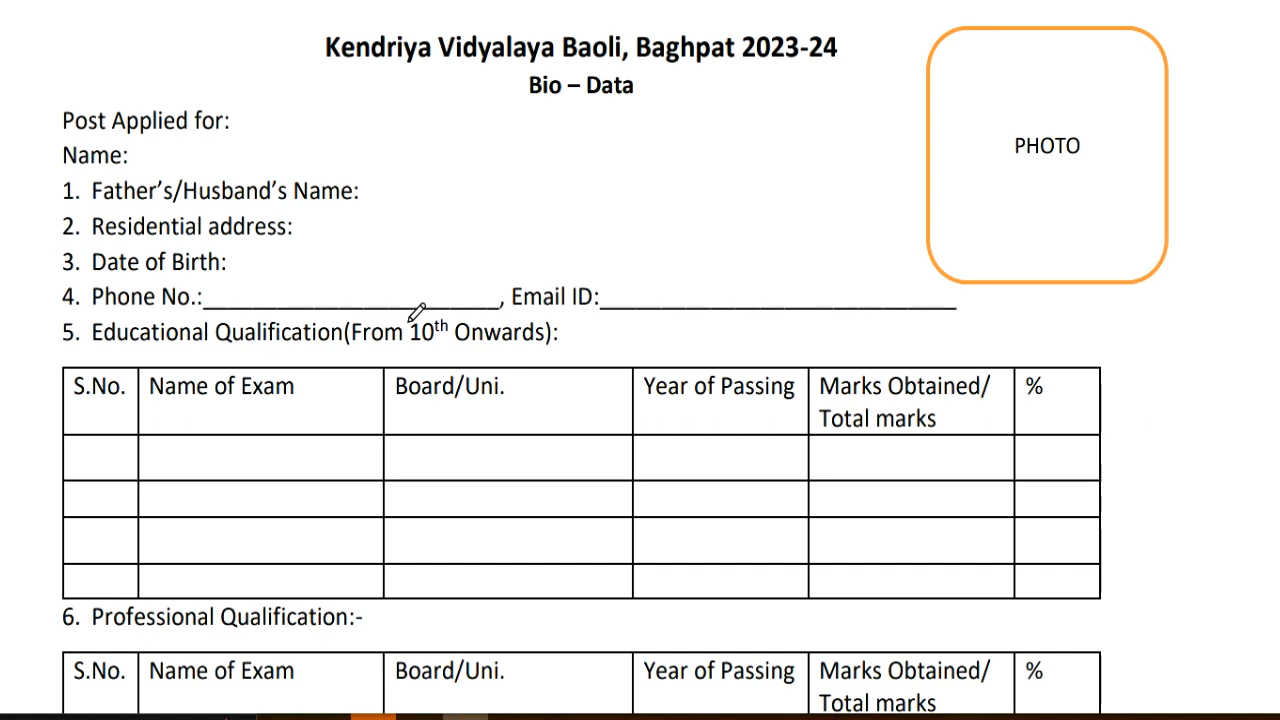 Kendriya Vidyalaya Baoli, Baghpat 2023-24
Bio – Data
PHOTO
Post Applied for:
Name:
1. Father’s/Husband’s Name:
2. Residential address:
3. Date of Birth:
4. Phone No.:________________________, Email ID:_____________________________
5. Educational Qualification(From 10th Onwards):
S.No. Name of Exam Board/Uni. Year of Passing Marks Obtained/ %
Total marks
6. Professional Qualification:-
S.No. Name of Exam Board/Uni. Year of Passing Marks Obtained/ %
Total marks